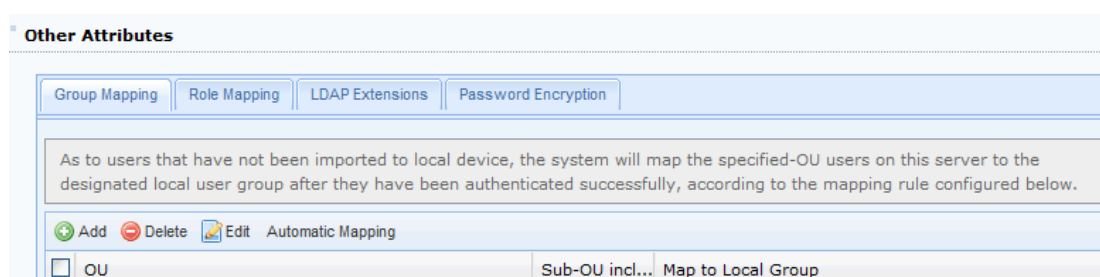 Other Attributes
Group Mapping Role Mapping LDAP Extensions Password Encryption
As to users that have not been imported to local device, the system will map the specified-OU users on this server to the
designated local user group after they have been authenticated successfully, according to the mapping rule configured below.
Add Delete Edit Automatic Mapping
OU Sub-OU incl... Map to Local Group